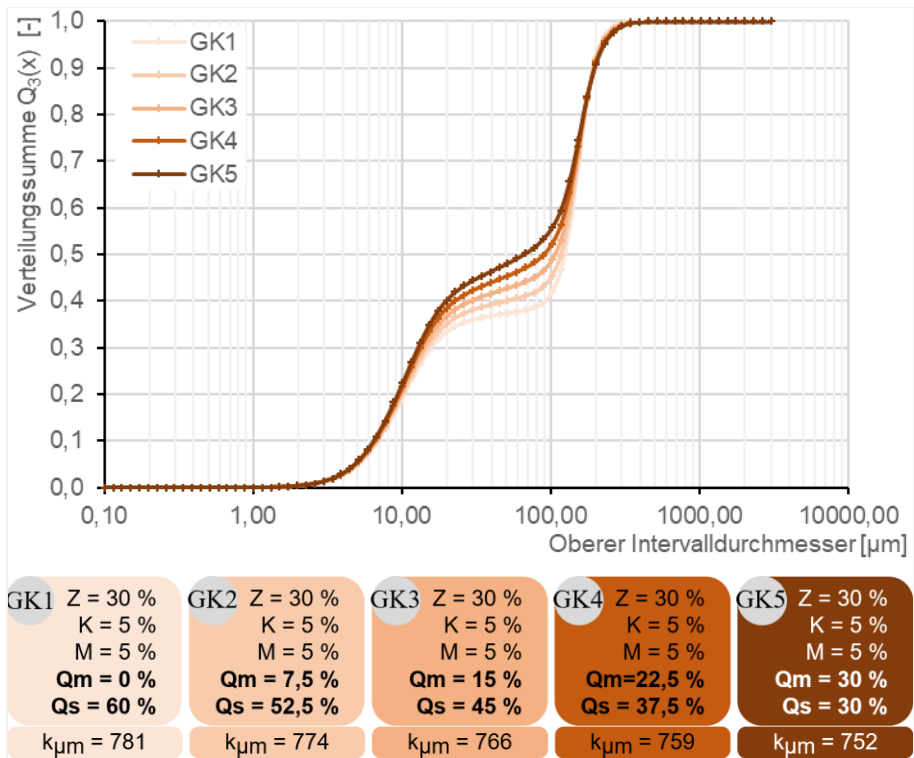 Verteilungssumme Q3(x) [-]
1,0
0,9
0,8
0,7
0,6
0,5
0,4
0,3
0,2
0,1
0,0
GK1
GK2
GK3
GK4
GK5
0,10 1,00 10,00 100,00 1000,00 10000,00
Oberer Intervalldurchmesser [µm]
GK1 Z = 30 %
K = 5 %
M = 5 %
Qm = 0 %
Qs = 60 %
kµm = 781
GK2 Z = 30 %
K = 5 %
M = 5 %
Qm = 7,5 %
Qs = 52,5 %
kµm = 774
GK3 Z = 30 %
K = 5 %
M = 5 %
Qm = 15 %
Qs = 45 %
kµm = 766
GK4 Z = 30 %
K = 5 %
M = 5 %
Qm=22,5 %
Qs = 37,5 %
kµm = 759
GK5 Z = 30 %
K = 5 %
M = 5 %
Qm = 30 %
Qs = 30 %
kµm = 752